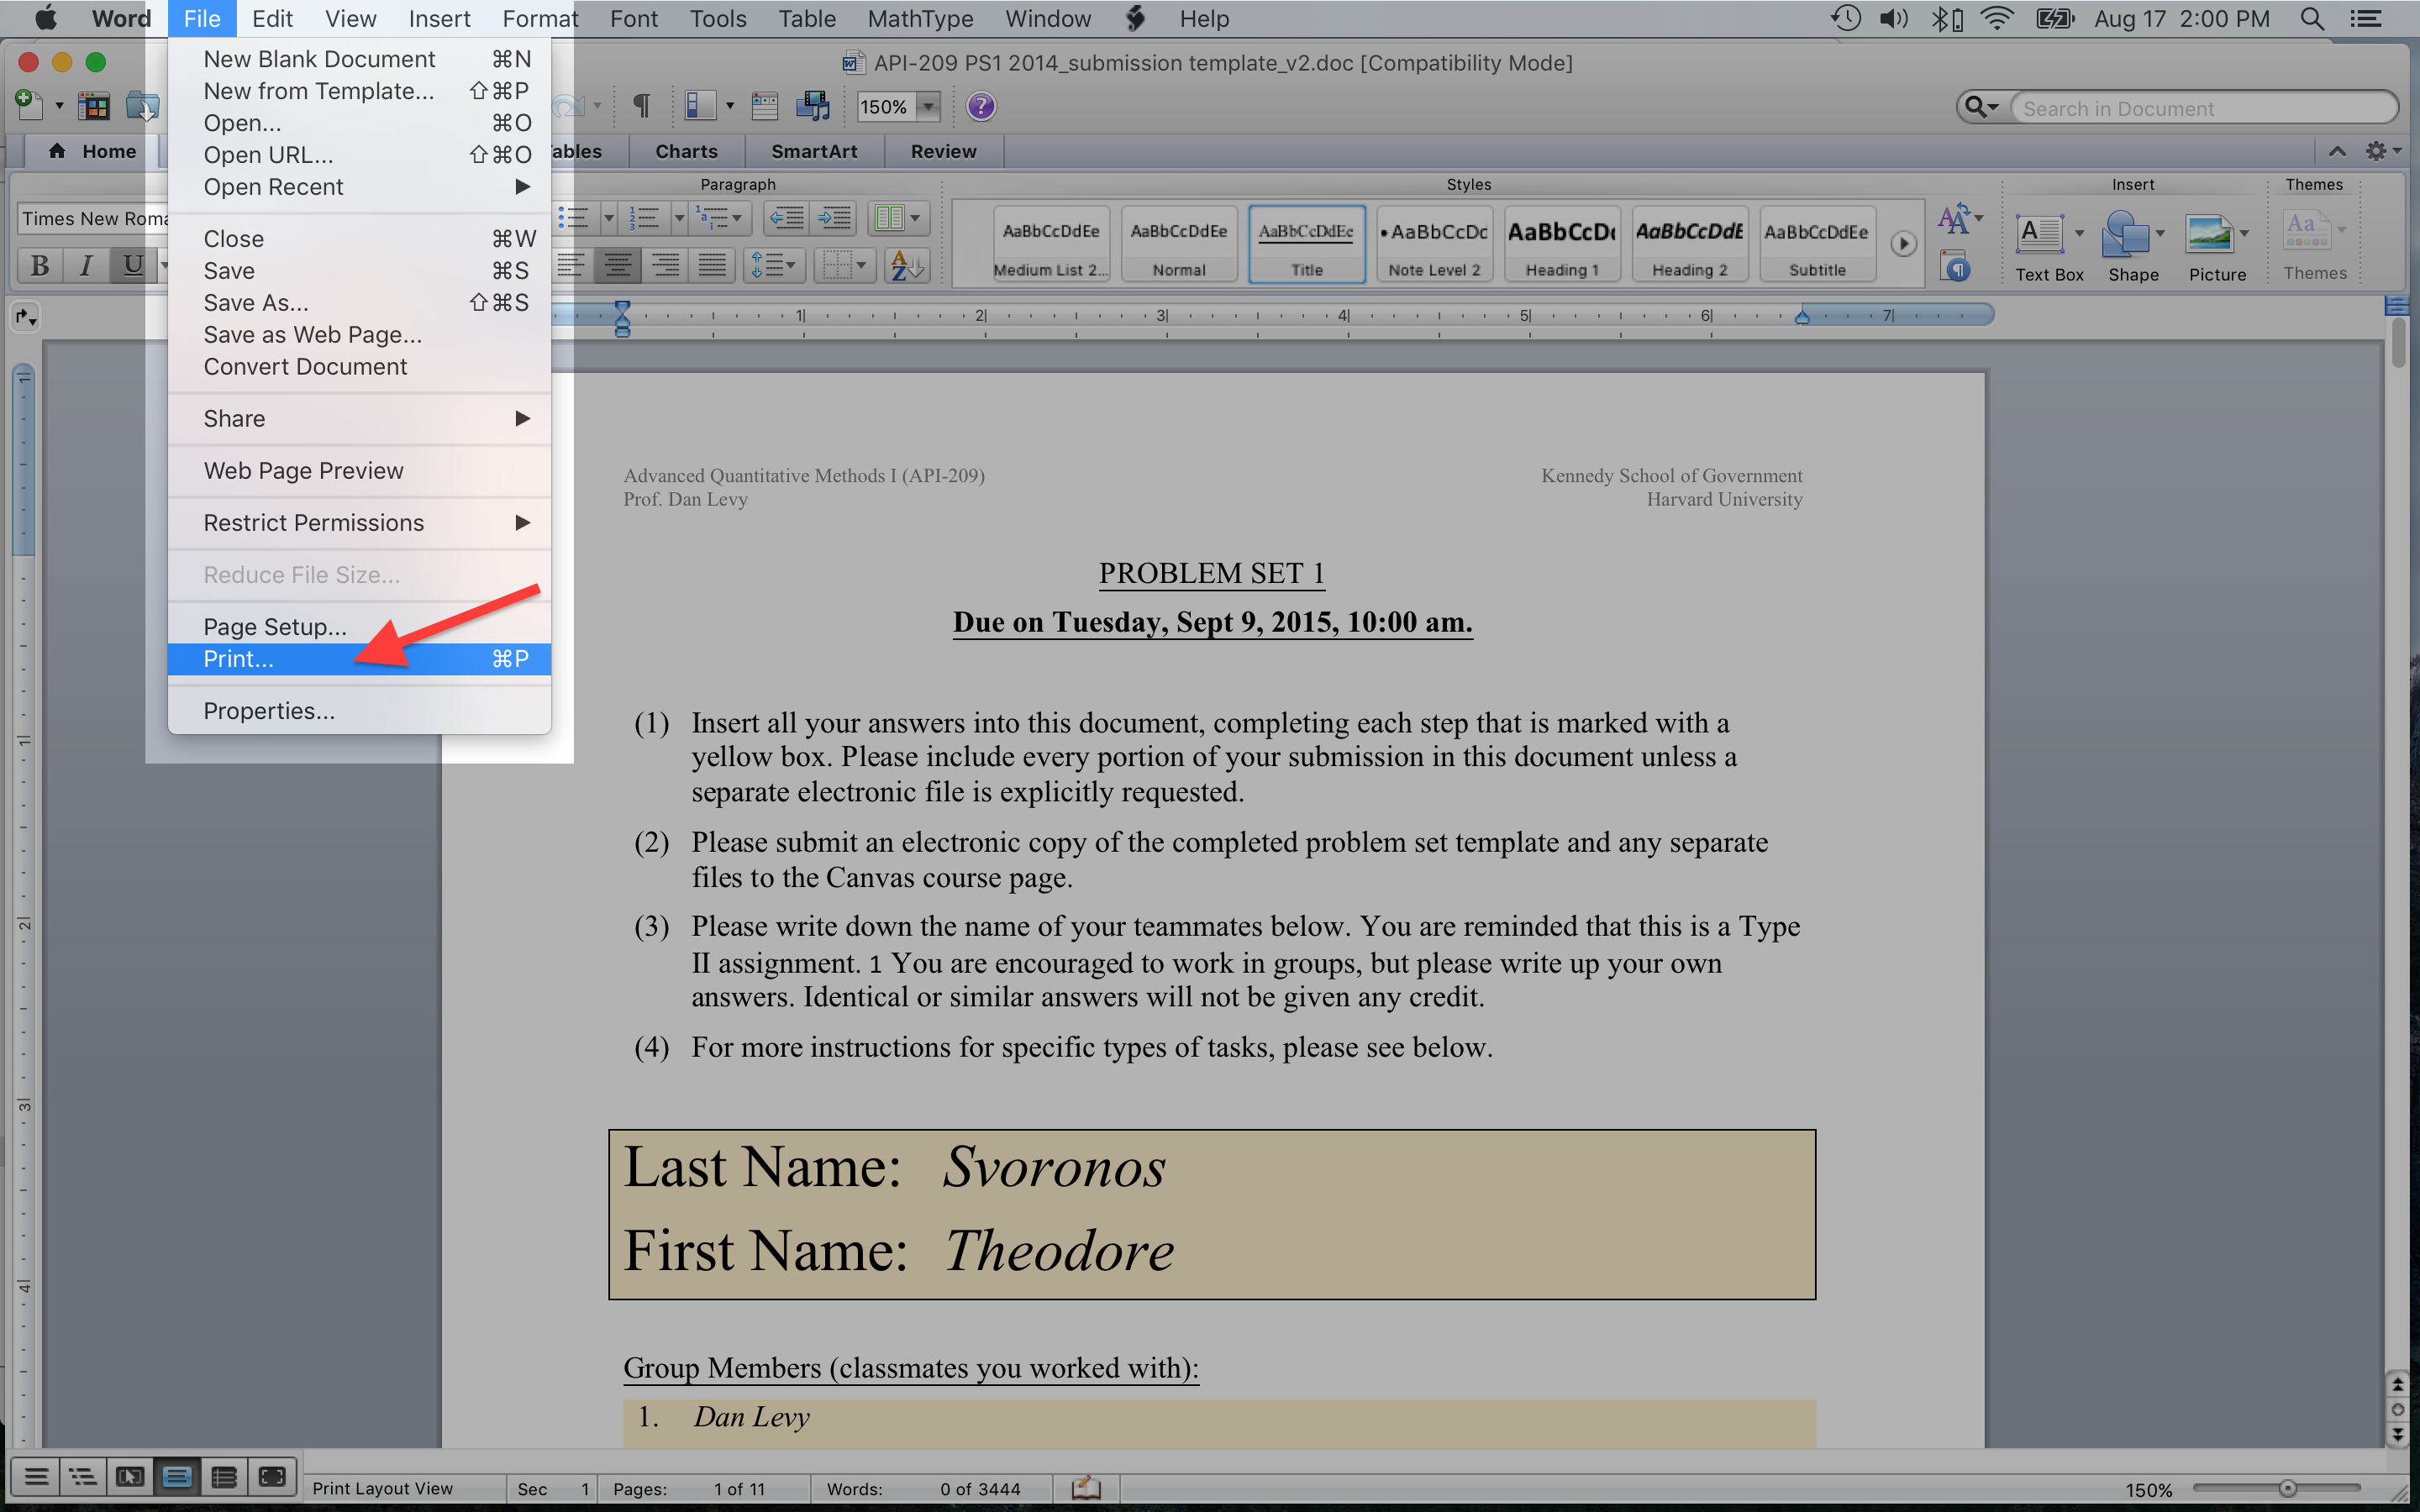 Word File Edit View Insert Format Font Tools Table MathType Window Help Aug 17 2:00 PM
API-209 PS1 2014_submission template_v2.doc [Compatibility Mode]
New Blank Document ⌘N
New from Template... ⇧⌘P
Open... ⌘O
Open URL... ⇧⌘O
Open Recent ▶
Close ⌘W
Save ⌘S
Save As... ⇧⌘S
Save as Web Page...
Convert Document
Share ▶
Web Page Preview
Restrict Permissions ▶
Reduce File Size...
Page Setup...
Print... ⌘P
Properties...
150% Search in Document
Home ables Charts SmartArt Review
Paragraph Styles Insert Themes
Times New Roma
AaBbCcDdEe AaBbCcDdEe AaBbCcDdEe •AaBbCcDc AaBbCcDd AaBbCcDdE AaBbCcDdEe
Medium List 2... Normal Title Note Level 2 Heading 1 Heading 2 Subtitle
B I U Text Box Shape Picture Themes
1 2 3 4 5 6 7
Advanced Quantitative Methods I (API-209) Kennedy School of Government
Prof. Dan Levy Harvard University
PROBLEM SET 1
Due on Tuesday, Sept 9, 2015, 10:00 am.
(1) Insert all your answers into this document, completing each step that is marked with a
yellow box. Please include every portion of your submission in this document unless a
separate electronic file is explicitly requested.
(2) Please submit an electronic copy of the completed problem set template and any separate
files to the Canvas course page.
(3) Please write down the name of your teammates below. You are reminded that this is a Type
II assignment. 1 You are encouraged to work in groups, but please write up your own
answers. Identical or similar answers will not be given any credit.
(4) For more instructions for specific types of tasks, please see below.
Last Name: Svoronos
First Name: Theodore
Group Members (classmates you worked with):
1. Dan Levy
Print Layout View Sec 1 Pages: 1 of 11 Words: 0 of 3444 150%